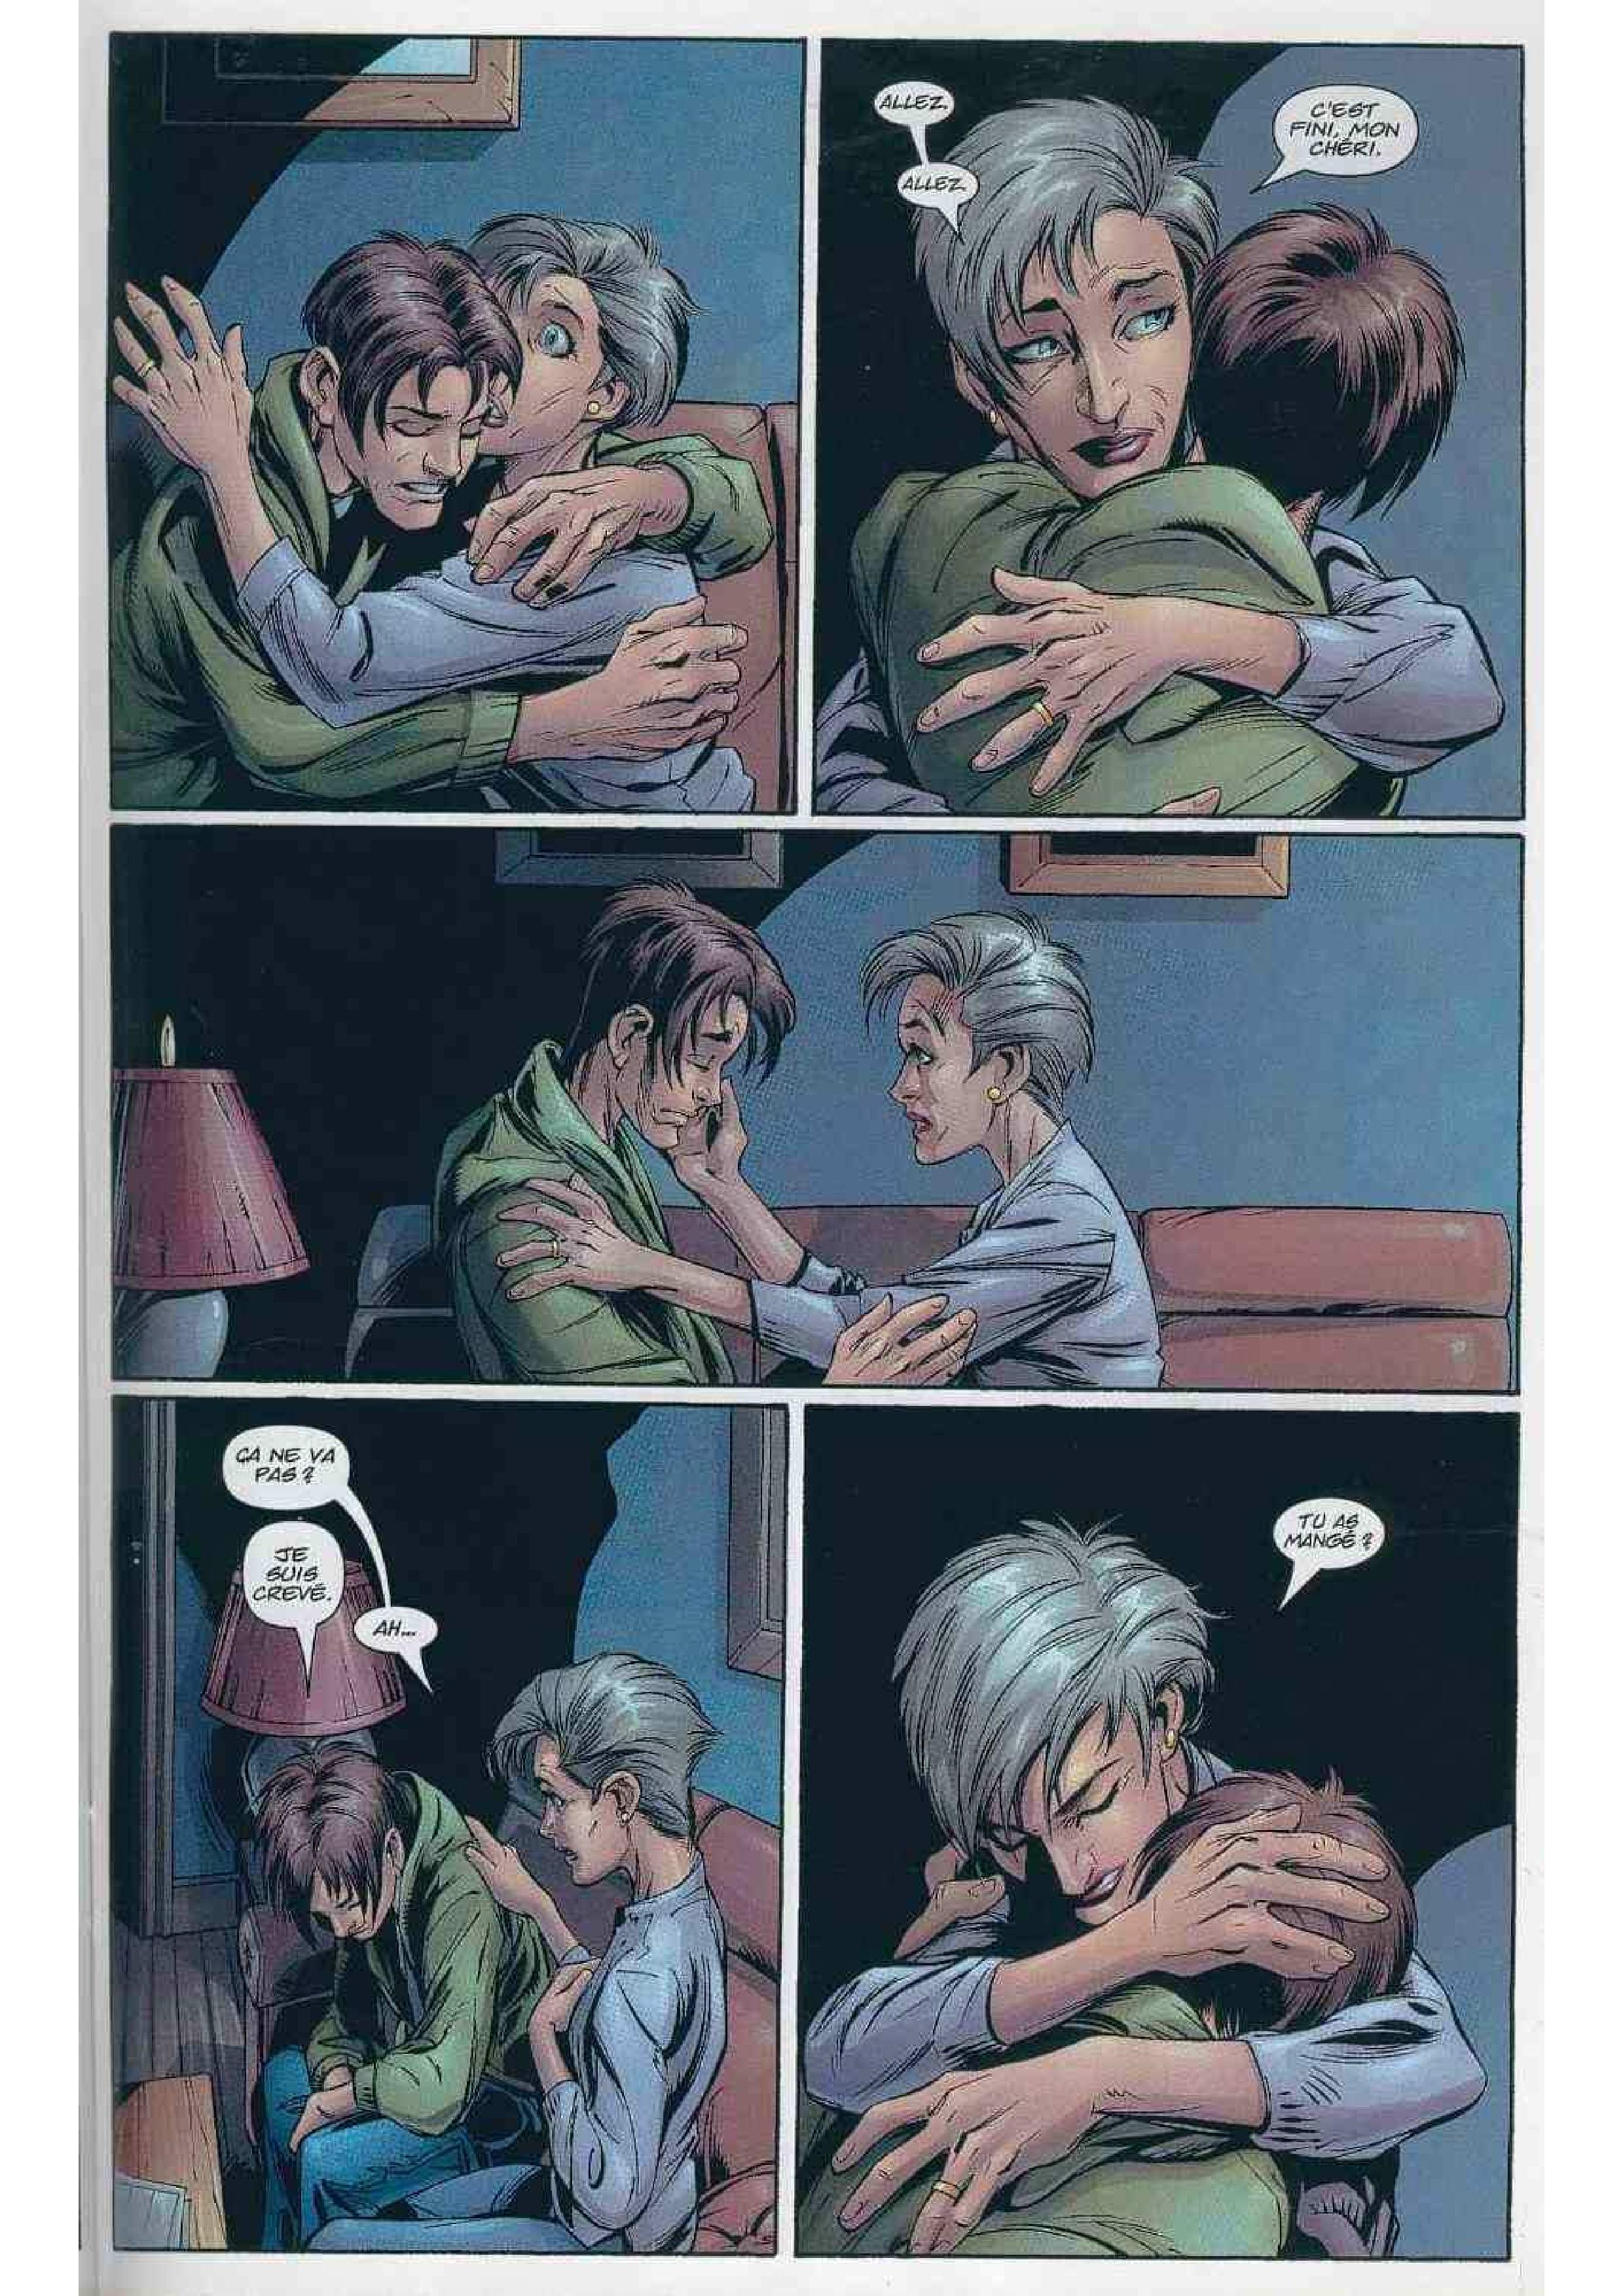 ALLEZ.
ALLEZ.
C'EST
FINI, MON
CHÉRI.
ÇA NE VA
PAS ?
JE
SUIS
CREVÉ.
AH...
TU AS
MANGÉ ?